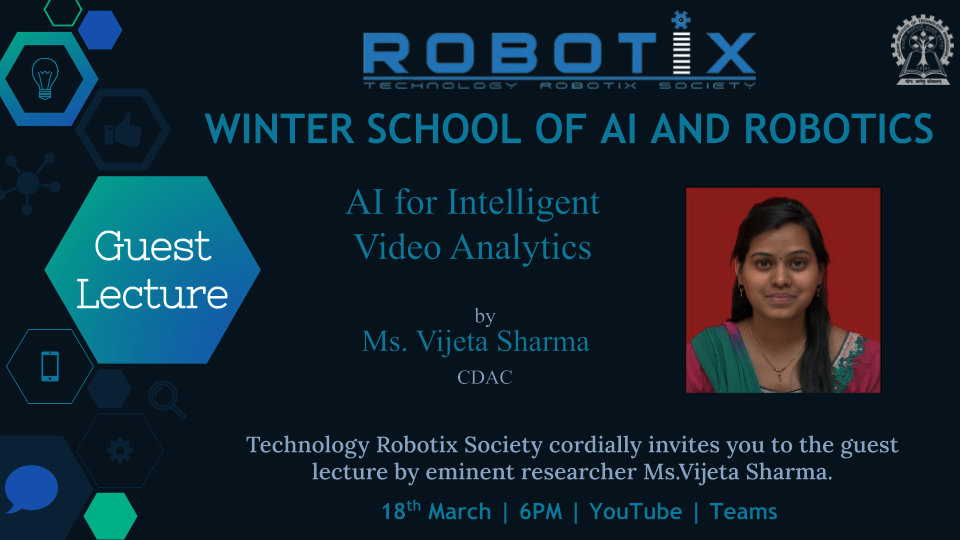 ROBOTIX
TECHNOLOGY ROBOTIX SOCIETY
WINTER SCHOOL OF AI AND ROBOTICS
Guest
Lecture
AI for Intelligent
Video Analytics
by
Ms. Vijeta Sharma
CDAC
Technology Robotix Society cordially invites you to the guest
lecture by eminent researcher Ms.Vijeta Sharma.
18th March | 6PM | YouTube | Teams